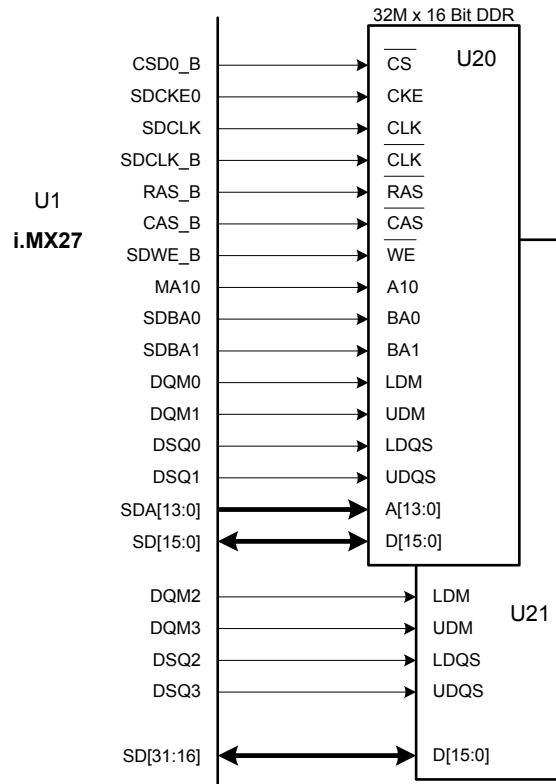 32M x 16 Bit DDR
U20
CSD0_B CS
SDCKE0 CKE
SDCLK CLK
SDCLK_B CLK
RAS_B RAS
U1
CAS_B CAS
i.MX27
SDWE_B WE
MA10 A10
SDBA0 BA0
SDBA1 BA1
DQM0 LDM
DQM1 UDM
DSQ0 LDQS
DSQ1 UDQS
SDA[13:0] A[13:0]
SD[15:0] D[15:0]
DQM2 LDM
U21
DQM3 UDM
DSQ2 LDQS
DSQ3 UDQS
SD[31:16] D[15:0]